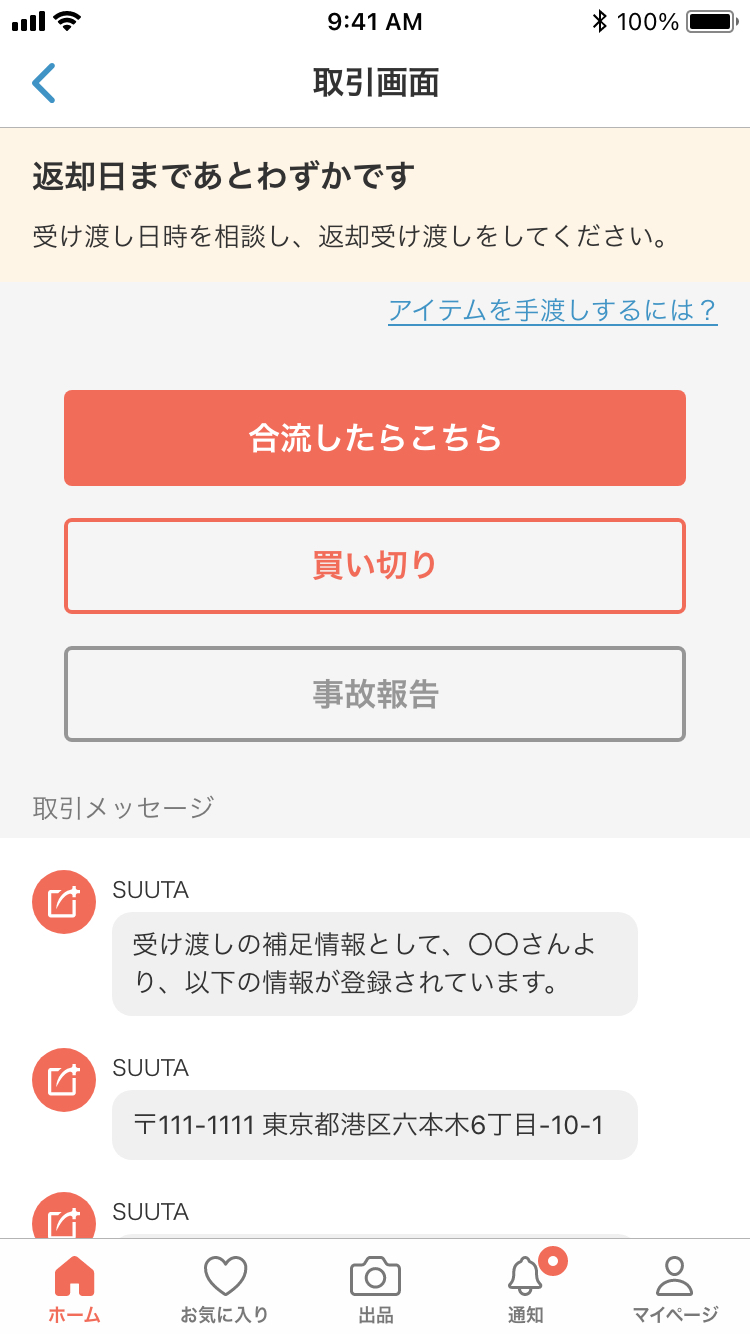 9:41 AM 100%
取引画面
返却日まであとわずかです
受け渡し日時を相談し、返却受け渡しをしてください。
アイテムを手渡しするには？
合流したらこちら
買い切り
事故報告
取引メッセージ
SUUTA
受け渡しの補足情報として、〇〇さんよ
り、以下の情報が登録されています。
SUUTA
〒111-1111 東京都港区六本木6丁目-10-1
SUUTA
ホーム お気に入り 出品 通知 マイページ